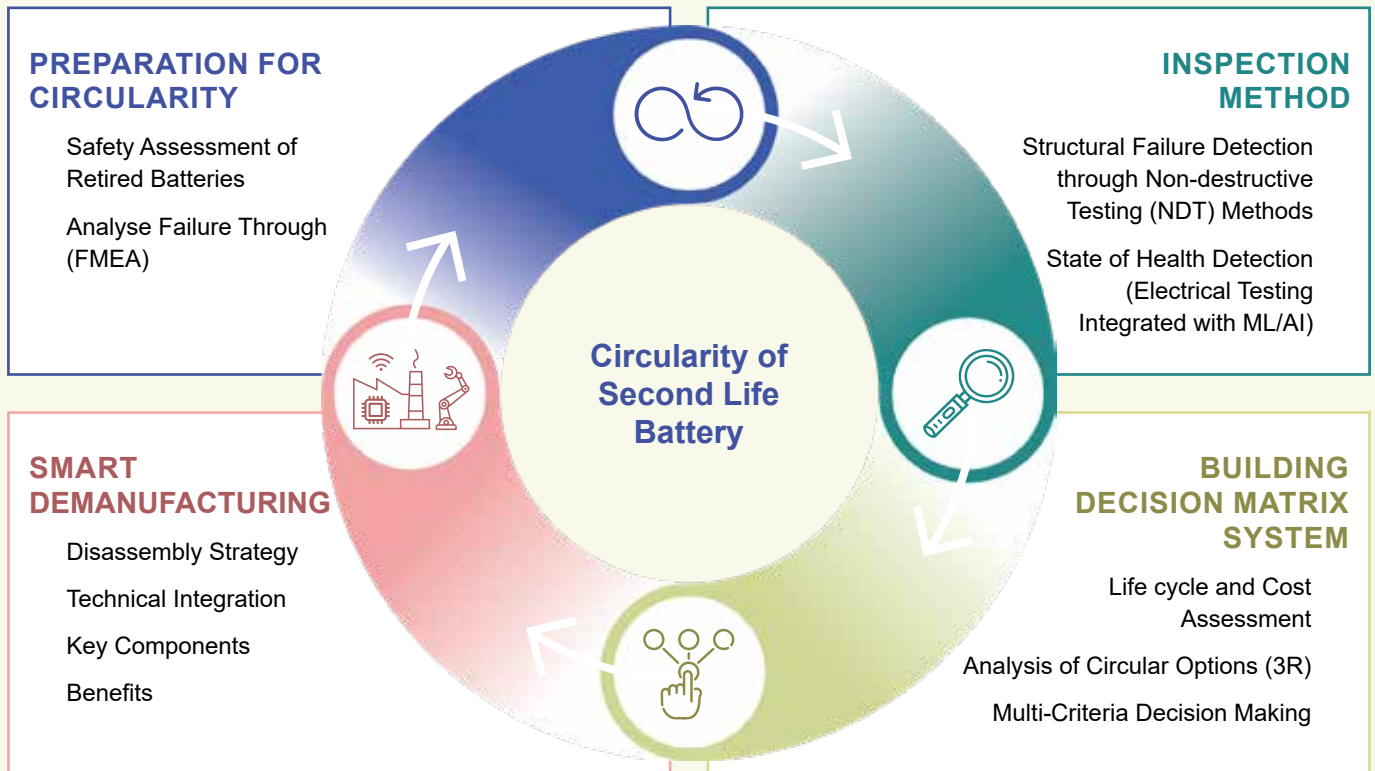 PREPARATION FOR
CIRCULARITY
Safety Assessment of
Retired Batteries
Analyse Failure Through
(FMEA)
INSPECTION
METHOD
Structural Failure Detection
through Non-destructive
Testing (NDT) Methods
State of Health Detection
(Electrical Testing
Integrated with ML/AI)
Circularity of
Second Life
Battery
SMART
DEMANUFACTURING
Disassembly Strategy
Technical Integration
Key Components
Benefits
BUILDING
DECISION MATRIX
SYSTEM
Life cycle and Cost
Assessment
Analysis of Circular Options (3R)
Multi-Criteria Decision Making